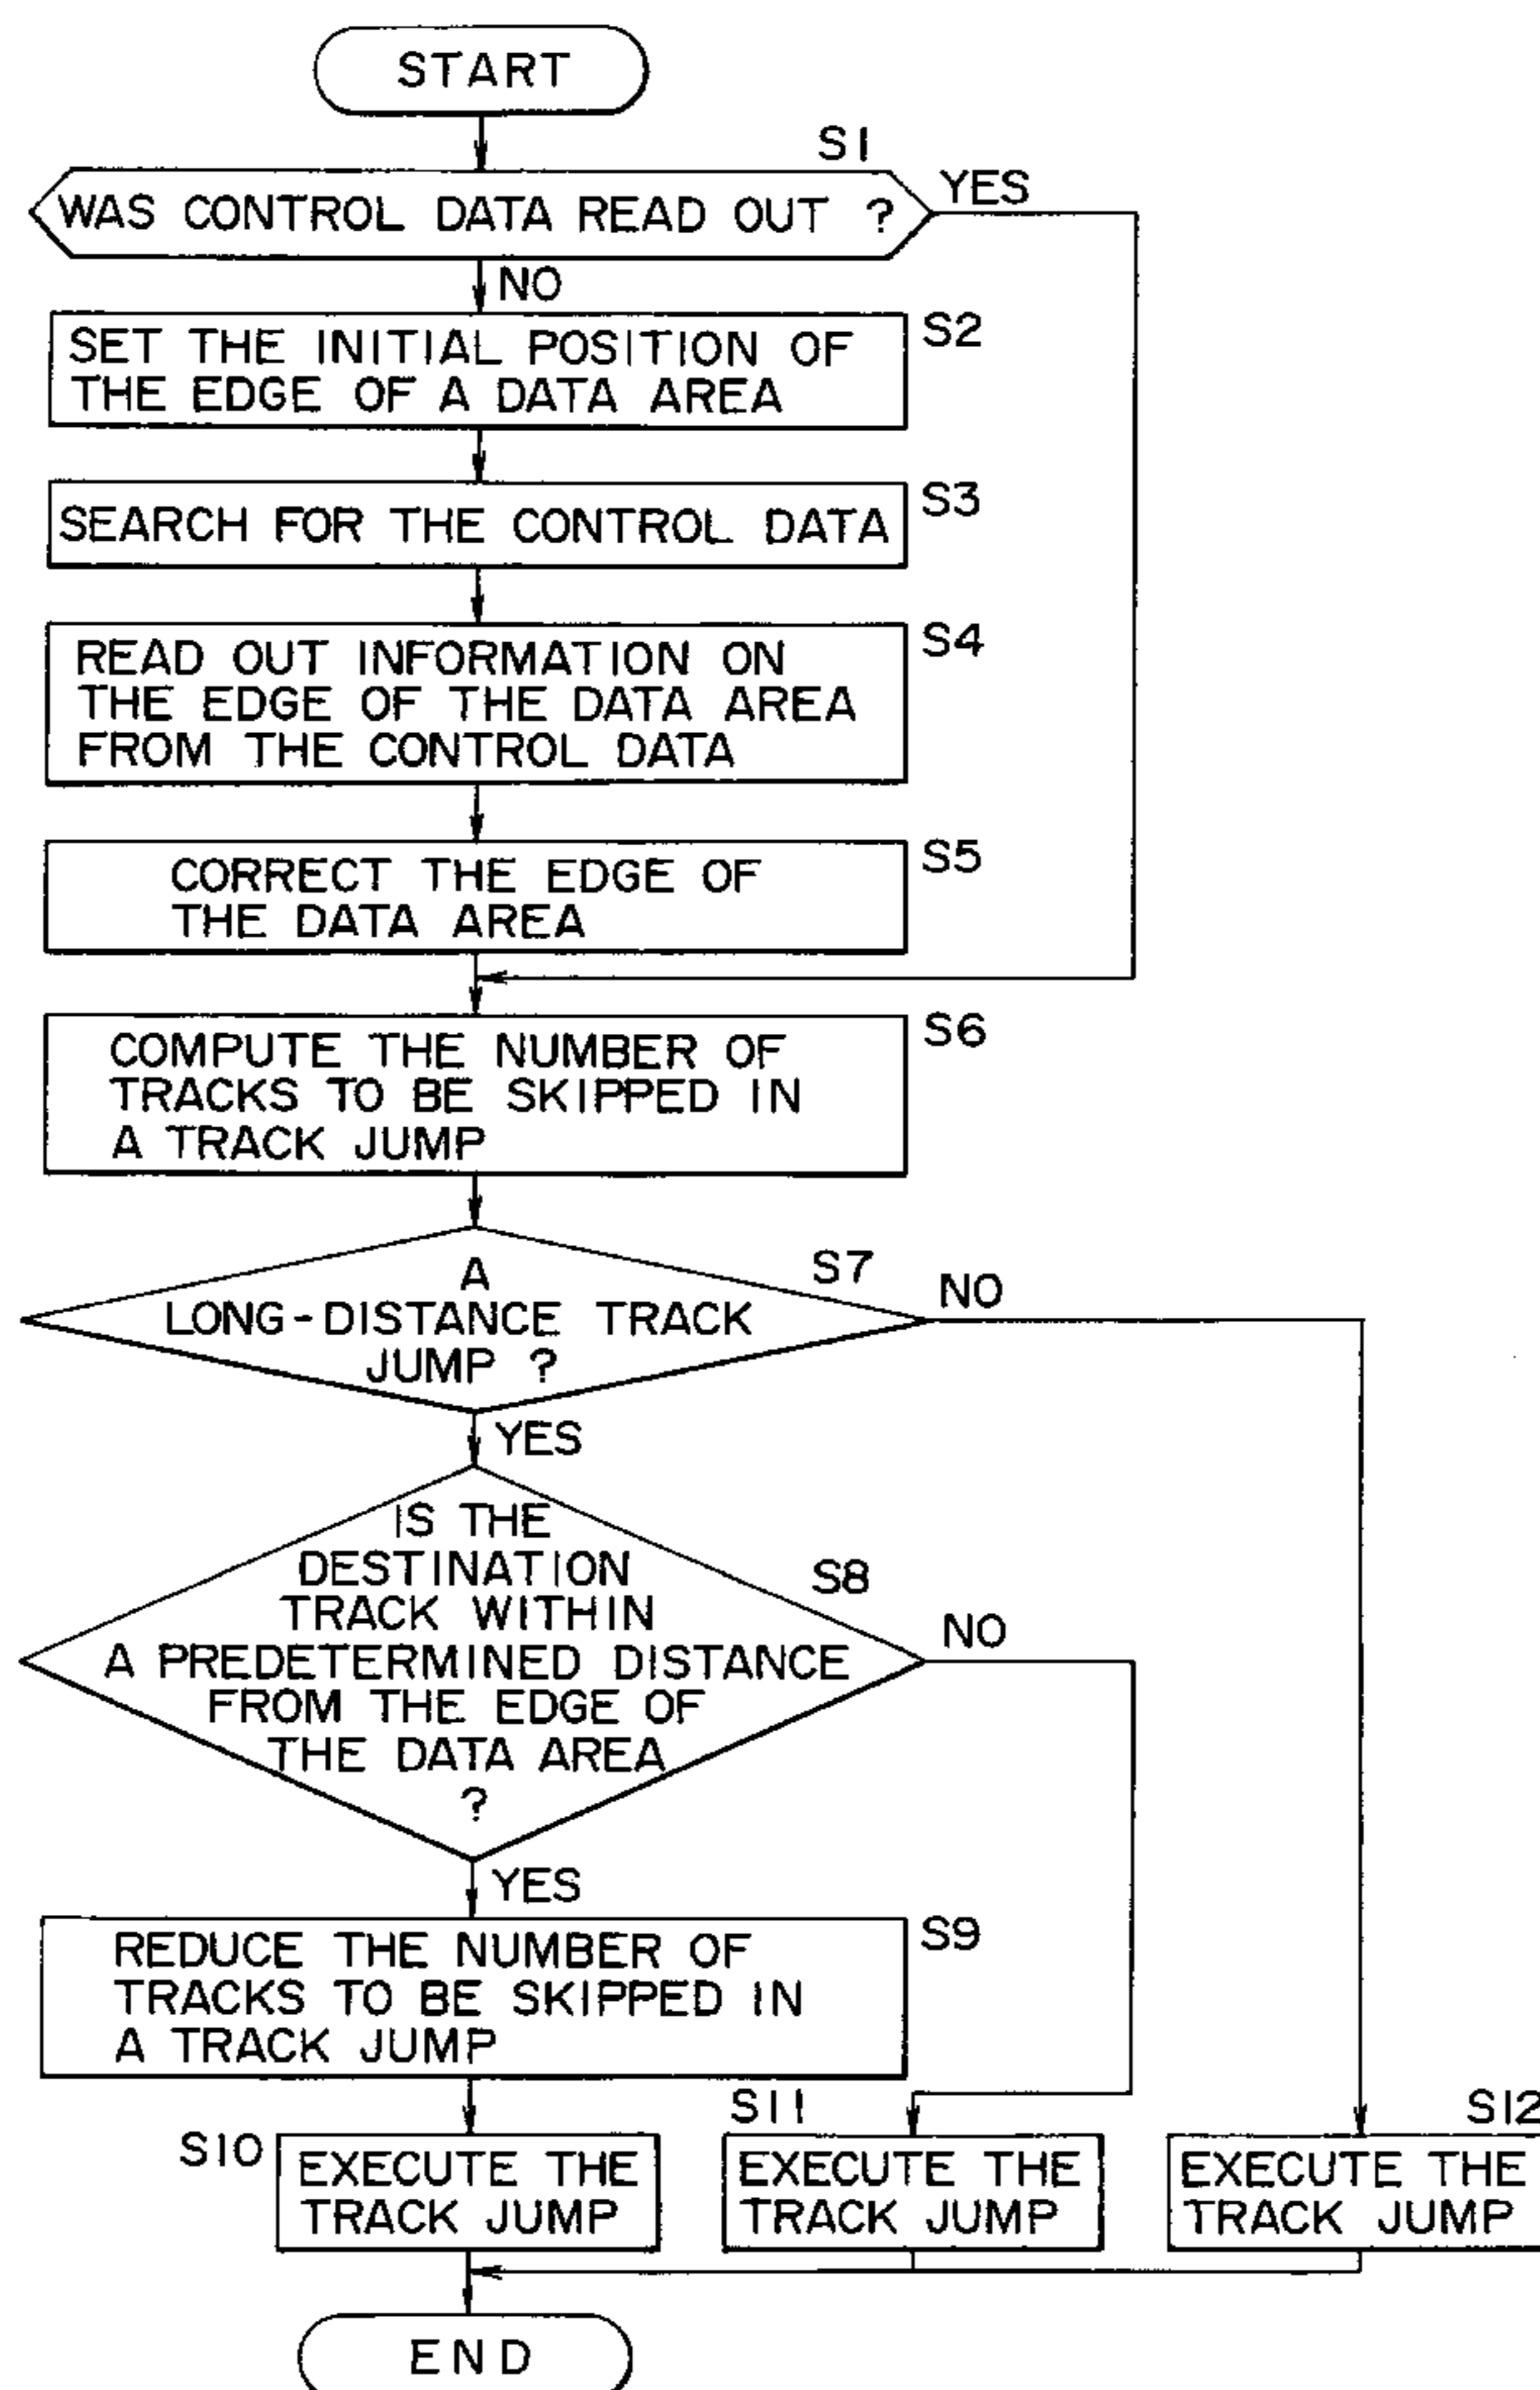 START
S1
WAS CONTROL DATA READ OUT ?
YES
NO
SET THE INITIAL POSITION OF
THE EDGE OF A DATA AREA
S2
SEARCH FOR THE CONTROL DATA
S3
READ OUT INFORMATION ON
THE EDGE OF THE DATA AREA
FROM THE CONTROL DATA
S4
CORRECT THE EDGE OF
THE DATA AREA
S5
COMPUTE THE NUMBER OF
TRACKS TO BE SKIPPED IN
A TRACK JUMP
S6
A
LONG-DISTANCE TRACK
JUMP ?
S7
NO
YES
IS THE
DESTINATION
TRACK WITHIN
A PREDETERMINED DISTANCE
FROM THE EDGE OF
THE DATA AREA
?
S8
NO
YES
REDUCE THE NUMBER OF
TRACKS TO BE SKIPPED IN
A TRACK JUMP
S9
S10
EXECUTE THE
TRACK JUMP
S11
EXECUTE THE
TRACK JUMP
S12
EXECUTE THE
TRACK JUMP
END